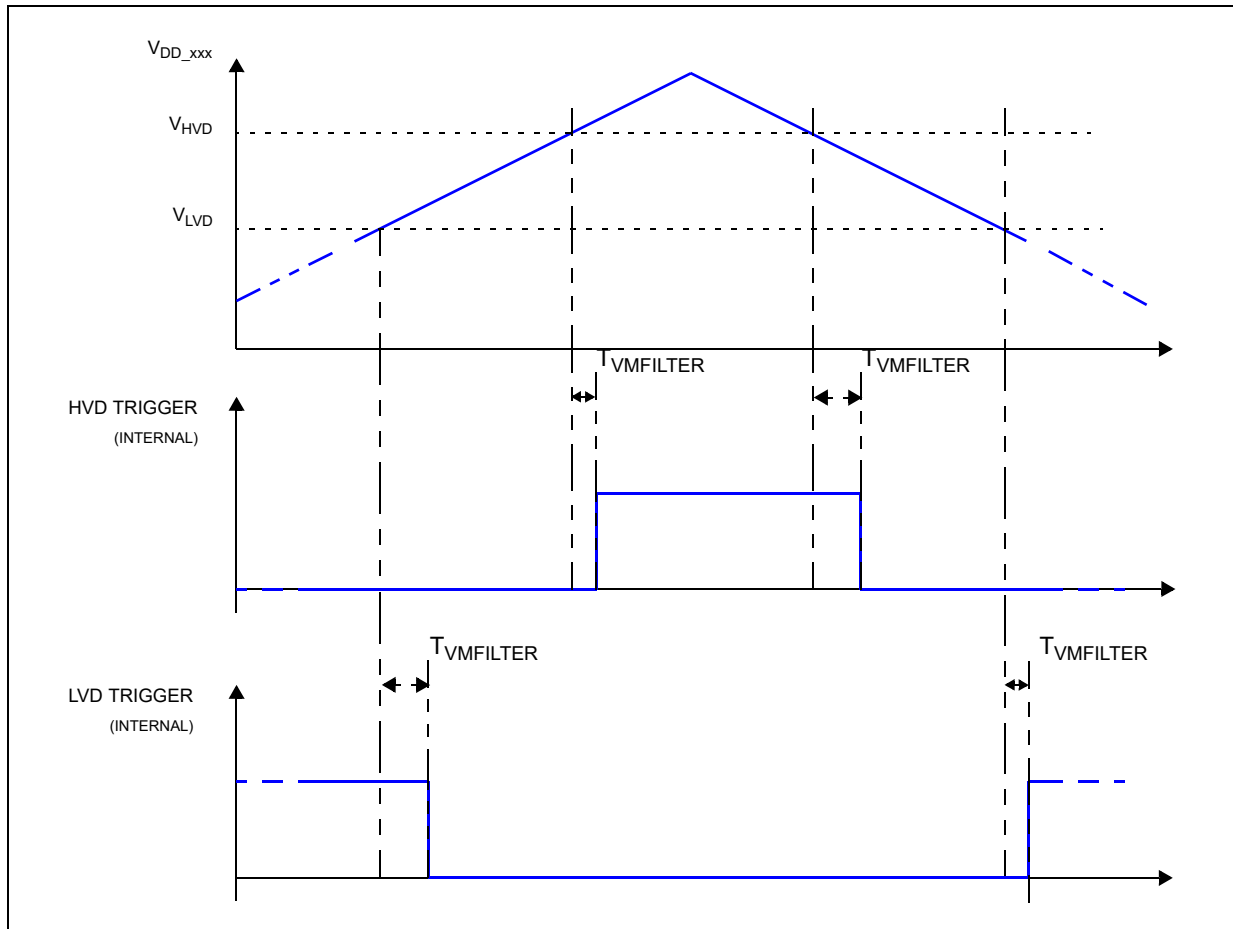 VDD_xxx
VHVD
VLVD
TVMFILTER
TVMFILTER
HVD TRIGGER
(INTERNAL)
TVMFILTER
TVMFILTER
LVD TRIGGER
(INTERNAL)